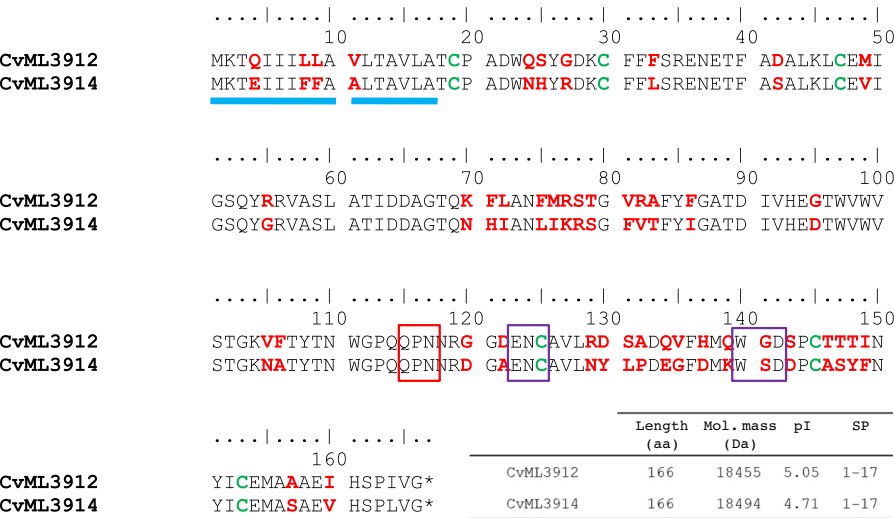 ....|....| ....|....| ....|....| ....|....| ....|....|
10 20 30 40 50
CvML3912 MKTQIIILLA VLTAVLATCP ADWQSYGDKC FFFSRENETF ADALKLCEMI
CvML3914 MKTEIIIFFA ALTAVLATCP ADWNHYRDKC FFLSRENETF ASALKLCEVI
....|....| ....|....| ....|....| ....|....| ....|....|
60 70 80 90 100
CvML3912 GSQYRRVASL ATIDDAGTQK FLANFMRSTG VRAFYFGATD IVHEGTWVWV
CvML3914 GSQYGRVASL ATIDDAGTQN HIANLIKRSG FVTFYIGATD IVHEDTWVWV
....|....| ....|....| ....|....| ....|....| ....|....|
110 120 130 140 150
CvML3912 STGKVFTYTN WGPQQPNNRG GDENCAVLRD SADQVFHMQW GDSPCTTTIN
CvML3914 STGKNATYTN WGPQQPNNRD GAENCAVLNY LPDEGFDMKW SDDPCASYFN
....|....| ....|..
160
CvML3912 YICEMAAAEI HSPIVG*
CvML3914 YICEMASAEV HSPLVG*
Length Mol. mass pI SP
(aa) (Da)
CvML3912 166 18455 5.05 1-17
CvML3914 166 18494 4.71 1-17